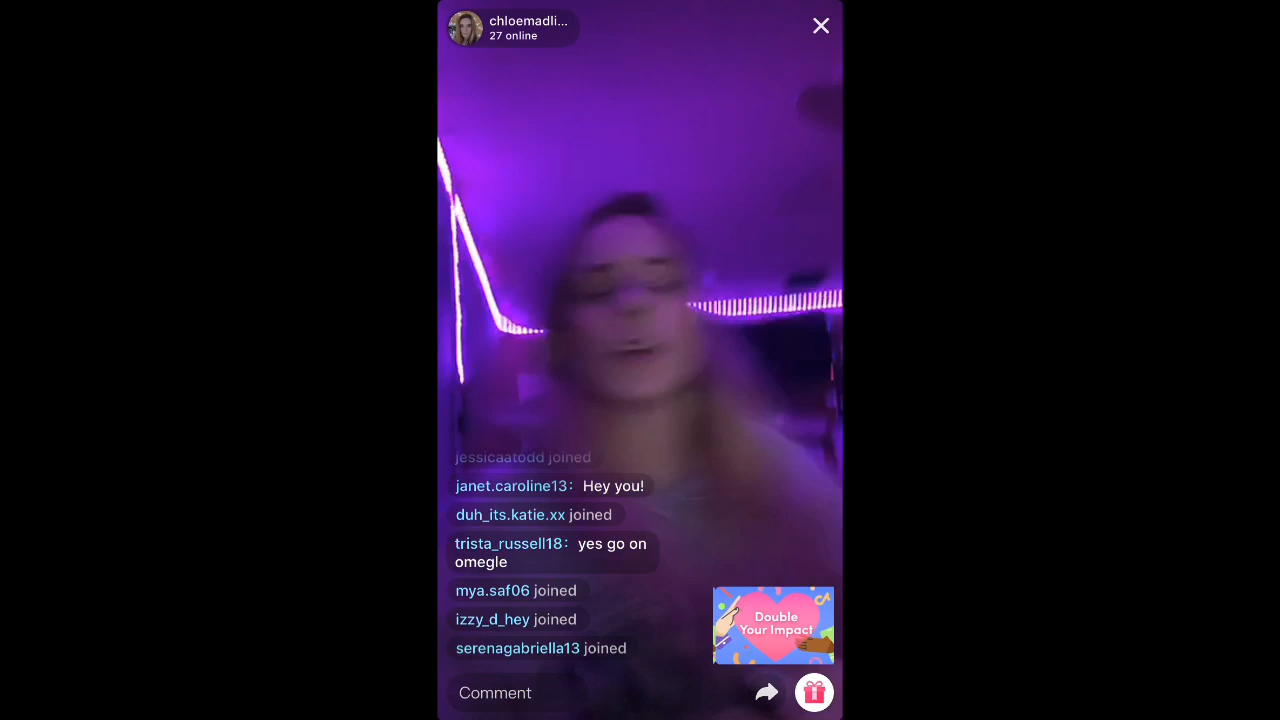 chloemadli...
27 online
jessicaatodd joined
janet.caroline13: Hey you!
duh_its.katie.xx joined
trista_russell18: yes go on
omegle
mya.saf06 joined
izzy_d_hey joined
serenagabriella13 joined
Double
Your Impact
Comment